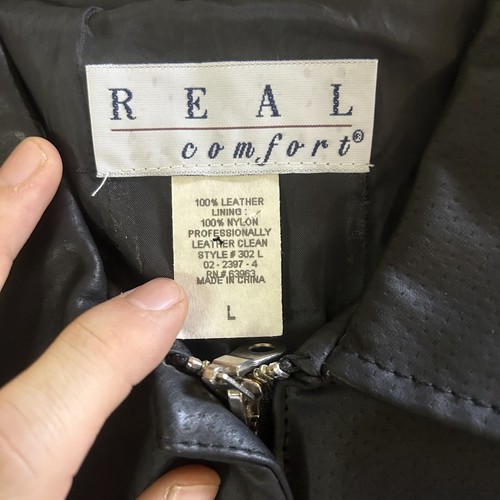 REAL
comfort®
100% LEATHER
LINING :
100% NYLON
PROFESSIONALLY
LEATHER CLEAN
STYLE # 302 L
02 - 2397 - 4
RN # 63963
MADE IN CHINA
L